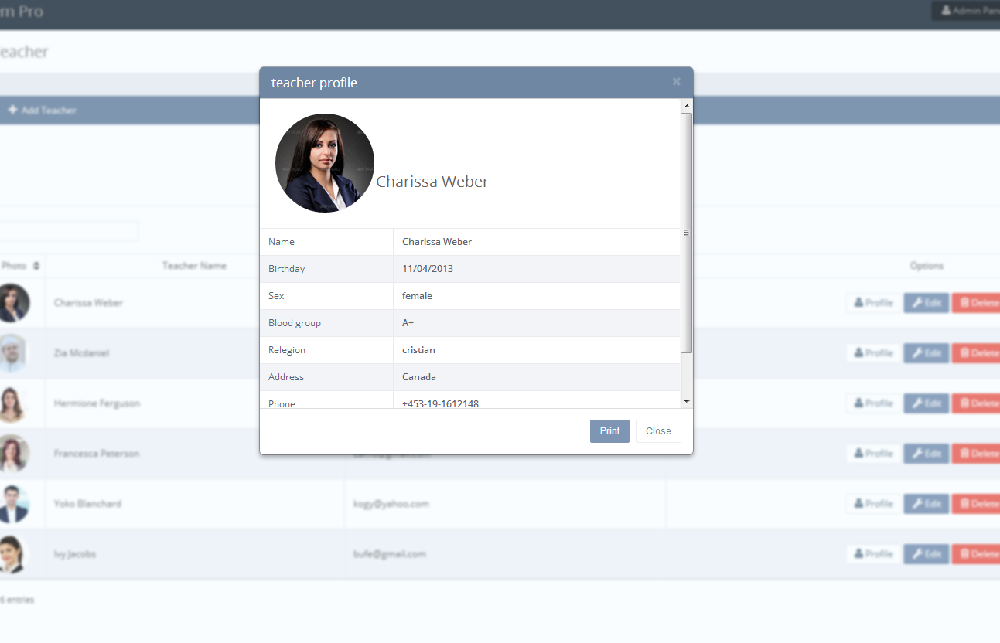 em Pro
Admin Pan
Teacher
teacher profile
Add Teacher
Charissa Weber
Name Charissa Weber
Birthday 11/04/2013
Sex female
Blood group A+
Relegion cristian
Address Canada
Phone +453-19-1612148
Print Close
Photo Teacher Name Options
Charissa Weber Profile Edit Delete
Zia Mcdaniel Profile Edit Delete
Hermione Ferguson Profile Edit Delete
Francesca Peterson Profile Edit Delete
Yoko Blanchard kogy@yahoo.com Profile Edit Delete
Ivy Jacobs bufe@gmail.com Profile Edit Delete
6 entries